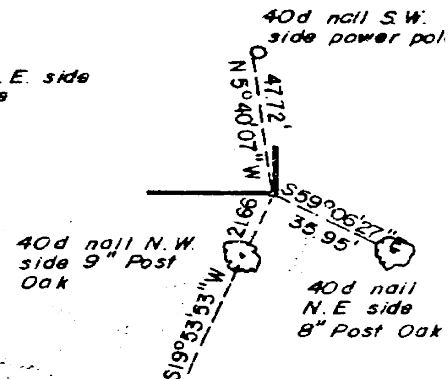 40d nail S.W.
side power pol
.E. side
e
N 5°40'07" W
47.72'
S59°06'27"
35.95'
21.66
S19°53'53"W
40d nail N.W.
side 9" Post
Oak
40d nail
N.E side
8" Post Oak